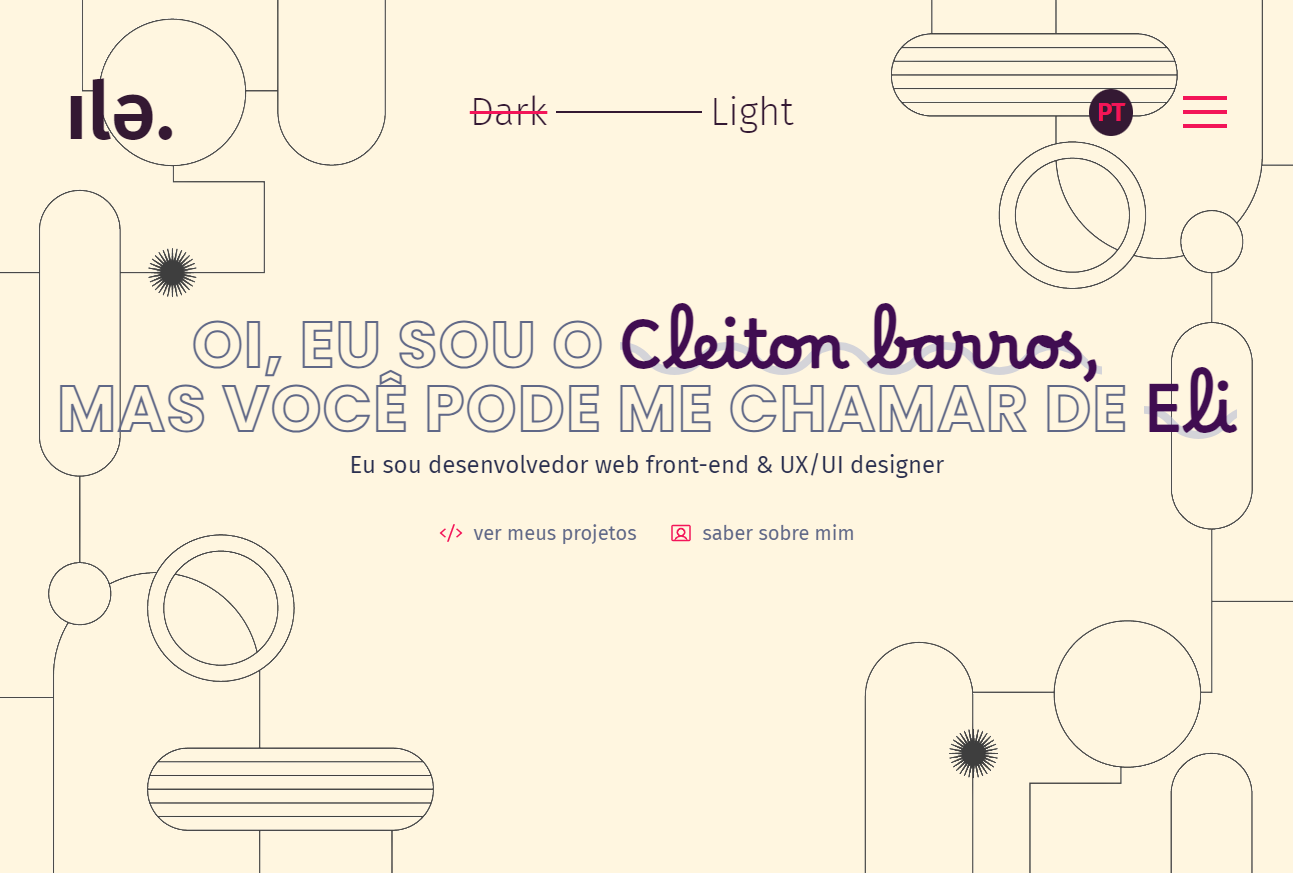 ılə.
Dark Light
PT
OI, EU SOU O Cleiton barros,
MAS VOCÊ PODE ME CHAMAR DE Eli
Eu sou desenvolvedor web front-end & UX/UI designer
</> ver meus projetos saber sobre mim